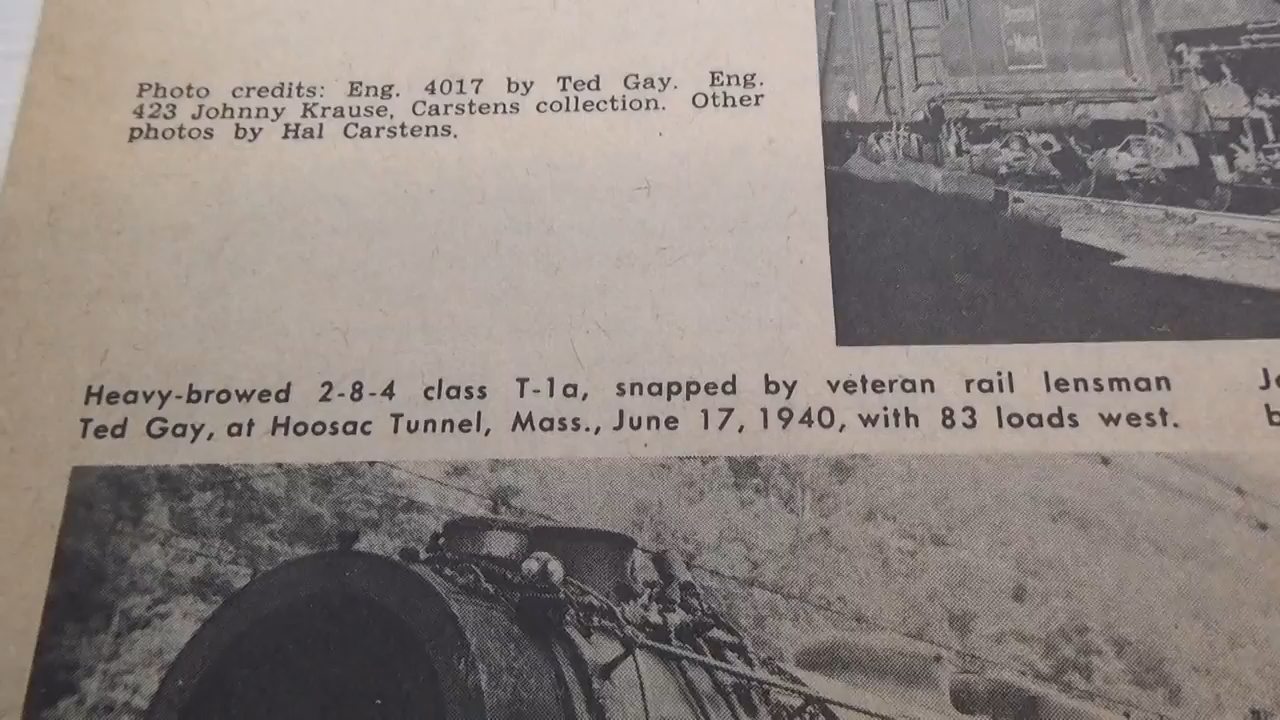 Photo credits: Eng. 4017 by Ted Gay. Eng.
423 Johnny Krause, Carstens collection. Other
photos by Hal Carstens.
Heavy-browed 2-8-4 class T-1a, snapped by veteran rail lensman
Ted Gay, at Hoosac Tunnel, Mass., June 17, 1940, with 83 loads west.